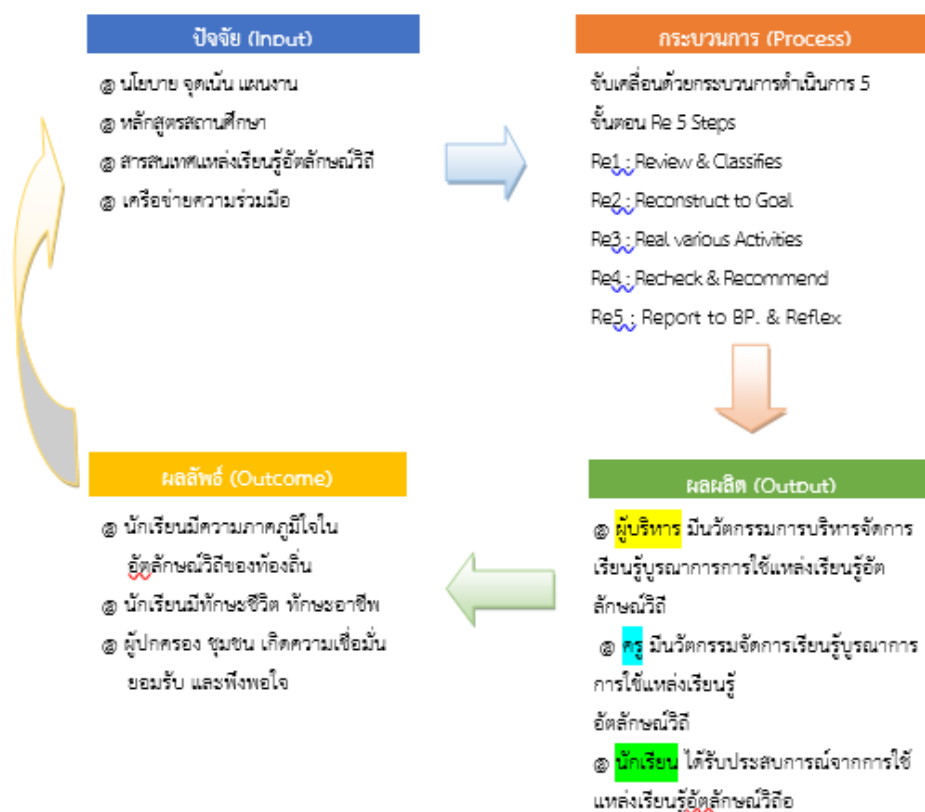 ปัจจัย (Input)
@ นโยบาย จุดเน้น แผนงาน
@ หลักสูตรสถานศึกษา
@ สารสนเทศแหล่งเรียนรู้อัตลักษณ์วิถี
@ เครือข่ายความร่วมมือ
กระบวนการ (Process)
ขับเคลื่อนด้วยกระบวนการดำเนินการ 5
ขั้นตอน Re 5 Steps
Re1 : Review & Classifies
Re2 : Reconstruct to Goal
Re3 : Real various Activities
Re4 : Recheck & Recommend
Re5 : Report to BP. & Reflex
ผลผลิต (Output)
@ ผู้บริหาร มีนวัตกรรมการบริหารจัดการ
เรียนรู้บูรณาการการใช้แหล่งเรียนรู้อัต
ลักษณ์วิถี
@ ครู มีนวัตกรรมจัดการเรียนรู้บูรณาการ
การใช้แหล่งเรียนรู้
อัตลักษณ์วิถี
@ นักเรียน ได้รับประสบการณ์จากการใช้
แหล่งเรียนรู้อัตลักษณ์วิถีอ
ผลลัพธ์ (Outcome)
@ นักเรียนมีความภาคภูมิใจใน
อัตลักษณ์วิถีของท้องถิ่น
@ นักเรียนมีทักษะชีวิต ทักษะอาชีพ
@ ผู้ปกครอง ชุมชน เกิดความเชื่อมั่น
ยอมรับ และพึงพอใจ